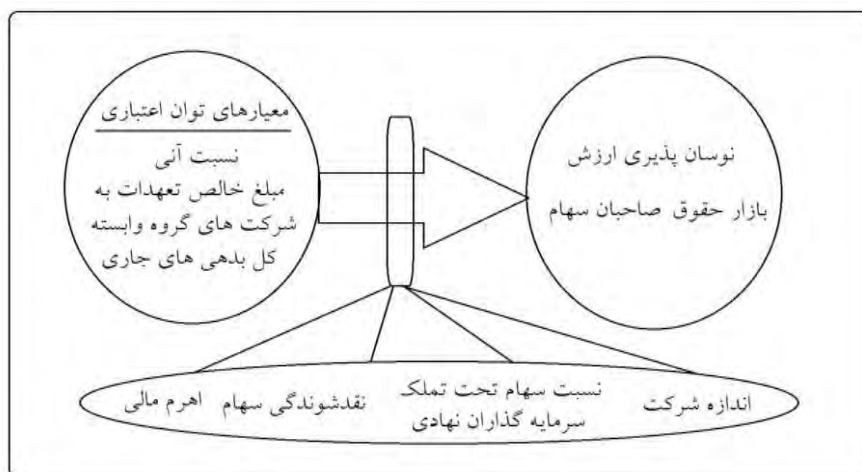 معیارهای توان اعتباری
نسبت آنی
مبلغ خالص تعهدات به
شرکت های گروه وابسته
کل بدهی های جاری
نوسان پذیری ارزش
بازار حقوق صاحبان سهام
اندازه شرکت
نسبت سهام تحت تملک
سرمایه گذاران نهادی
نقدشوندگی سهام
اهرم مالی